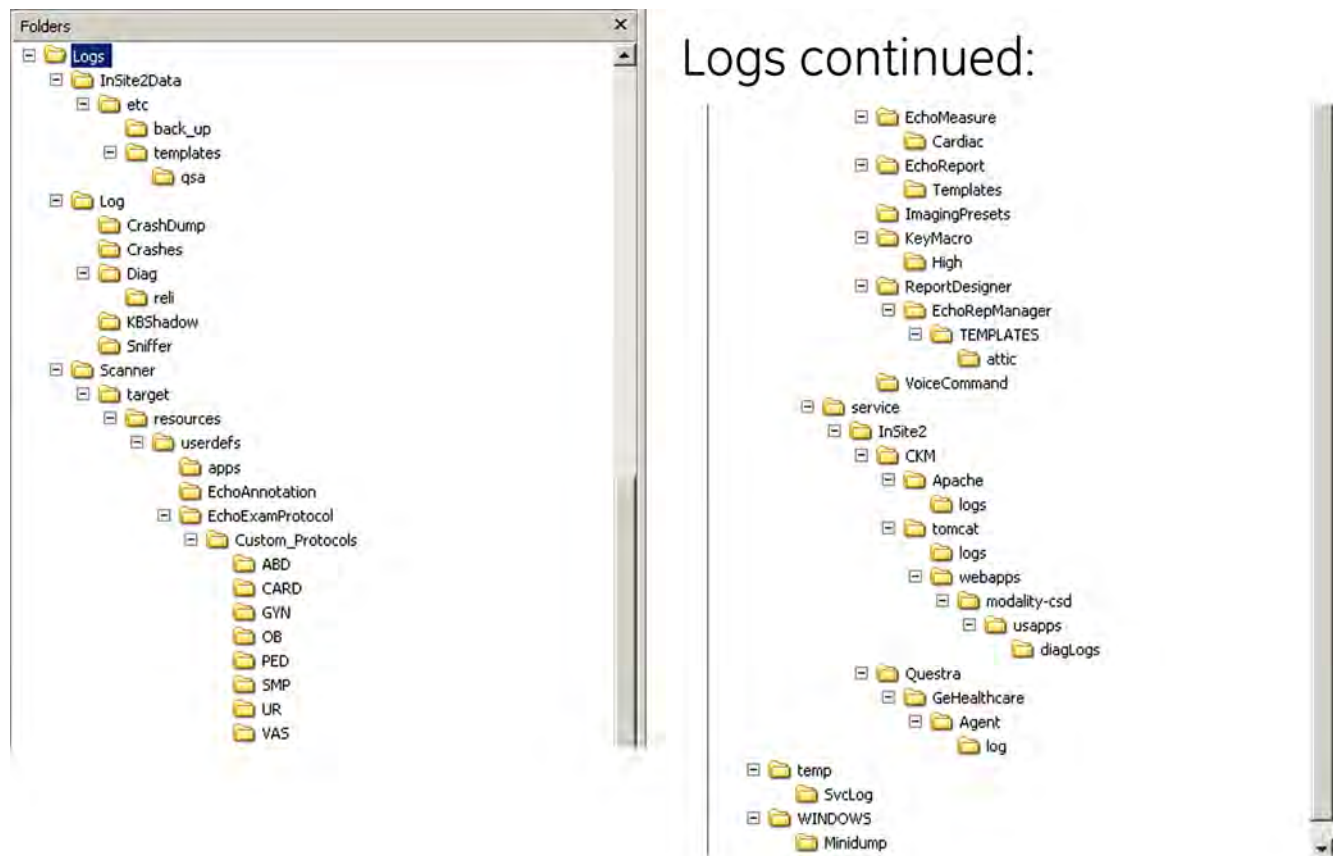 Folders
Logs
InSite2Data
etc
back_up
templates
qsa
Log
CrashDump
Crashes
Diag
reli
KBShadow
Sniffer
Scanner
target
resources
userdefs
apps
EchoAnnotation
EchoExamProtocol
Custom_Protocols
ABD
CARD
GYN
OB
PED
SMP
UR
VAS
Logs continued:
EchoMeasure
Cardiac
EchoReport
Templates
ImagingPresets
KeyMacro
High
ReportDesigner
EchoRepManager
TEMPLATES
attic
VoiceCommand
service
InSite2
CKM
Apache
logs
tomcat
logs
webapps
modality-csd
usapps
diagLogs
Questra
GeHealthcare
Agent
log
temp
SvcLog
WINDOWS
Minidump